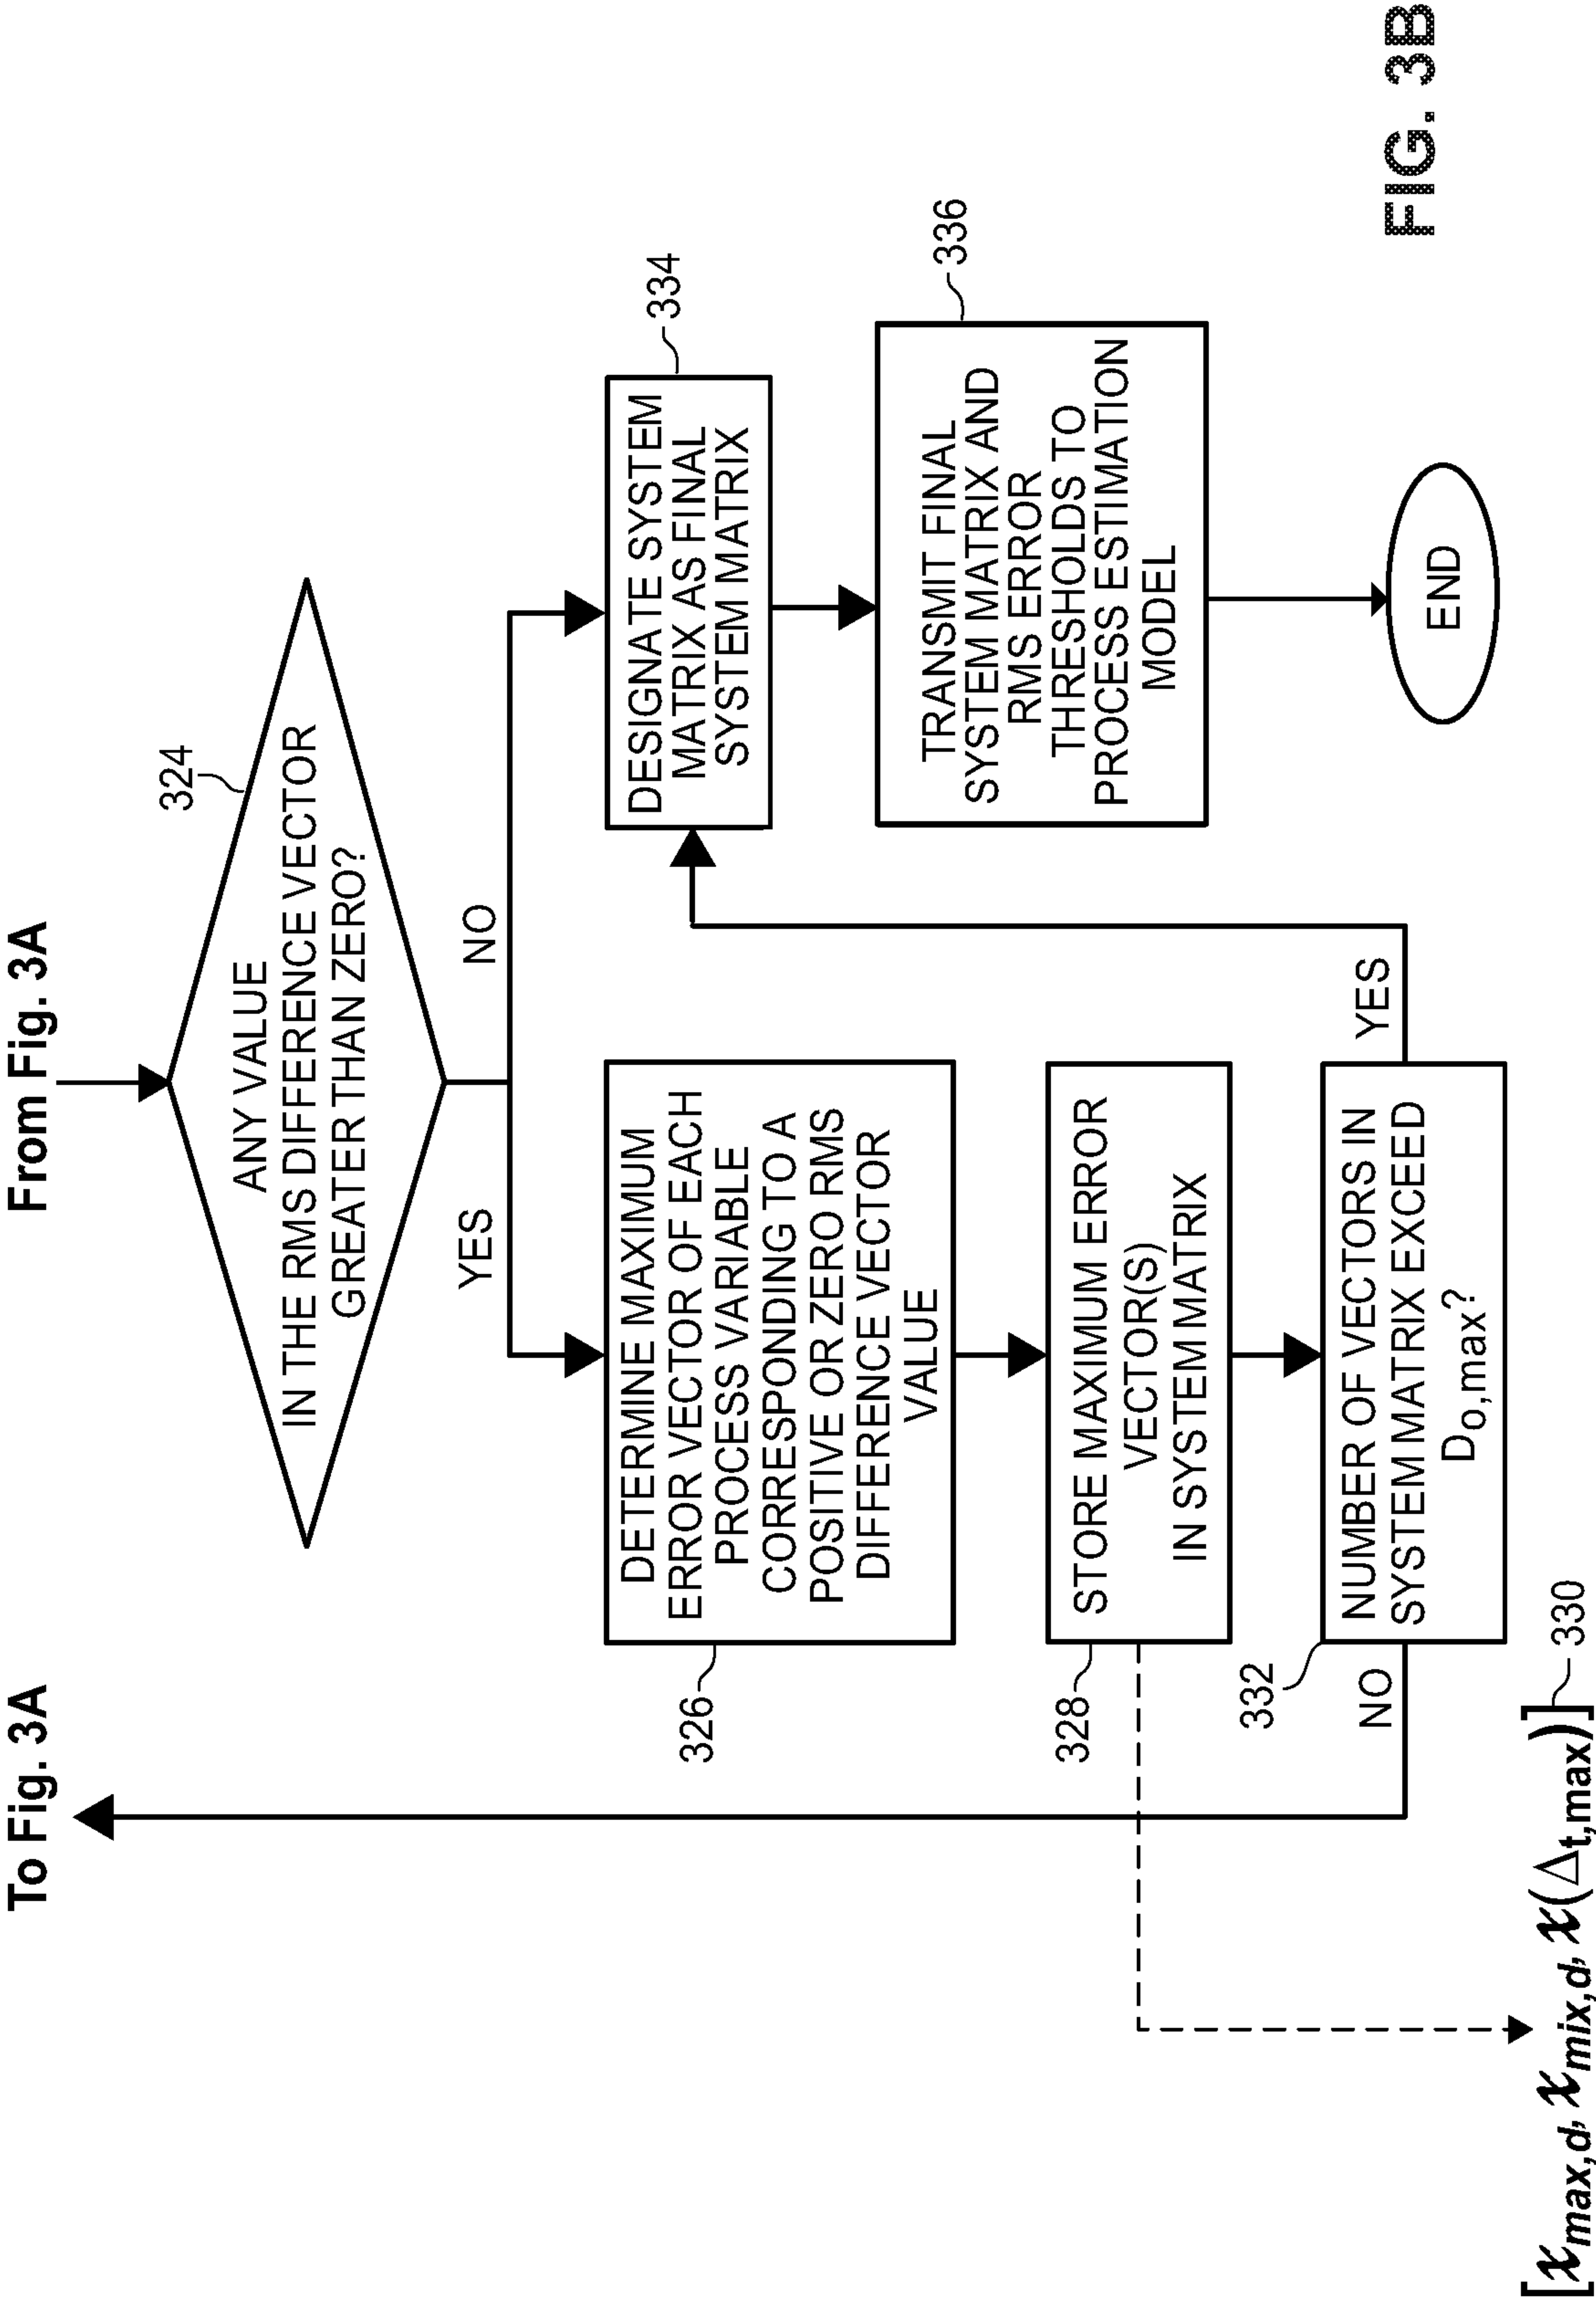 To Fig. 3A
From Fig. 3A
324
ANY VALUE
IN THE RMS DIFFERENCE VECTOR
GREATER THAN ZERO?
YES
NO
326
DETERMINE MAXIMUM
ERROR VECTOR OF EACH
PROCESS VARIABLE
CORRESPONDING TO A
POSITIVE OR ZERO RMS
DIFFERENCE VECTOR
VALUE
328
STORE MAXIMUM ERROR
VECTOR(S)
IN SYSTEM MATRIX
332
NUMBER OF VECTORS IN
SYSTEM MATRIX EXCEED
D₀,max?
NO
YES
[𝔁max,d, 𝔁mix,d, 𝔁(Δt,max)]
330
334
DESIGNATE SYSTEM
MATRIX AS FINAL
SYSTEM MATRIX
336
TRANSMIT FINAL
SYSTEM MATRIX AND
RMS ERROR
THRESHOLDS TO
PROCESS ESTIMATION
MODEL
END
FIG. 3B